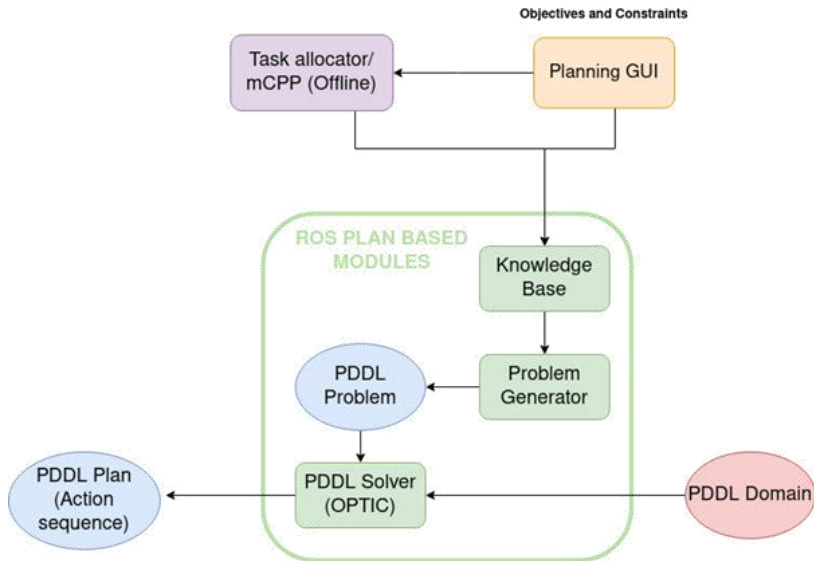 Objectives and Constraints
Task allocator/
mCPP (Offline)
Planning GUI
ROS PLAN BASED
MODULES
Knowledge
Base
PDDL
Problem
Problem
Generator
PDDL Plan
(Action
sequence)
PDDL Solver
(OPTIC)
PDDL Domain